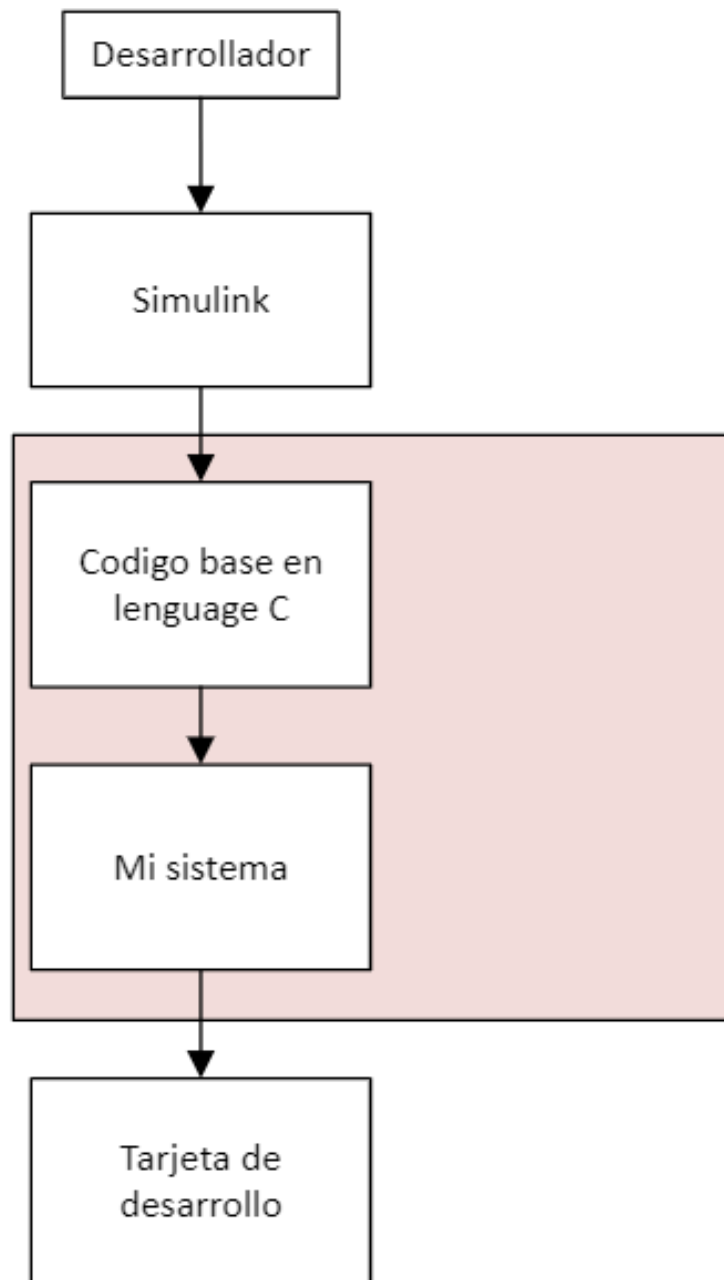 Desarrollador
Simulink
Codigo base en
lenguage C
Mi sistema
Tarjeta de
desarrollo